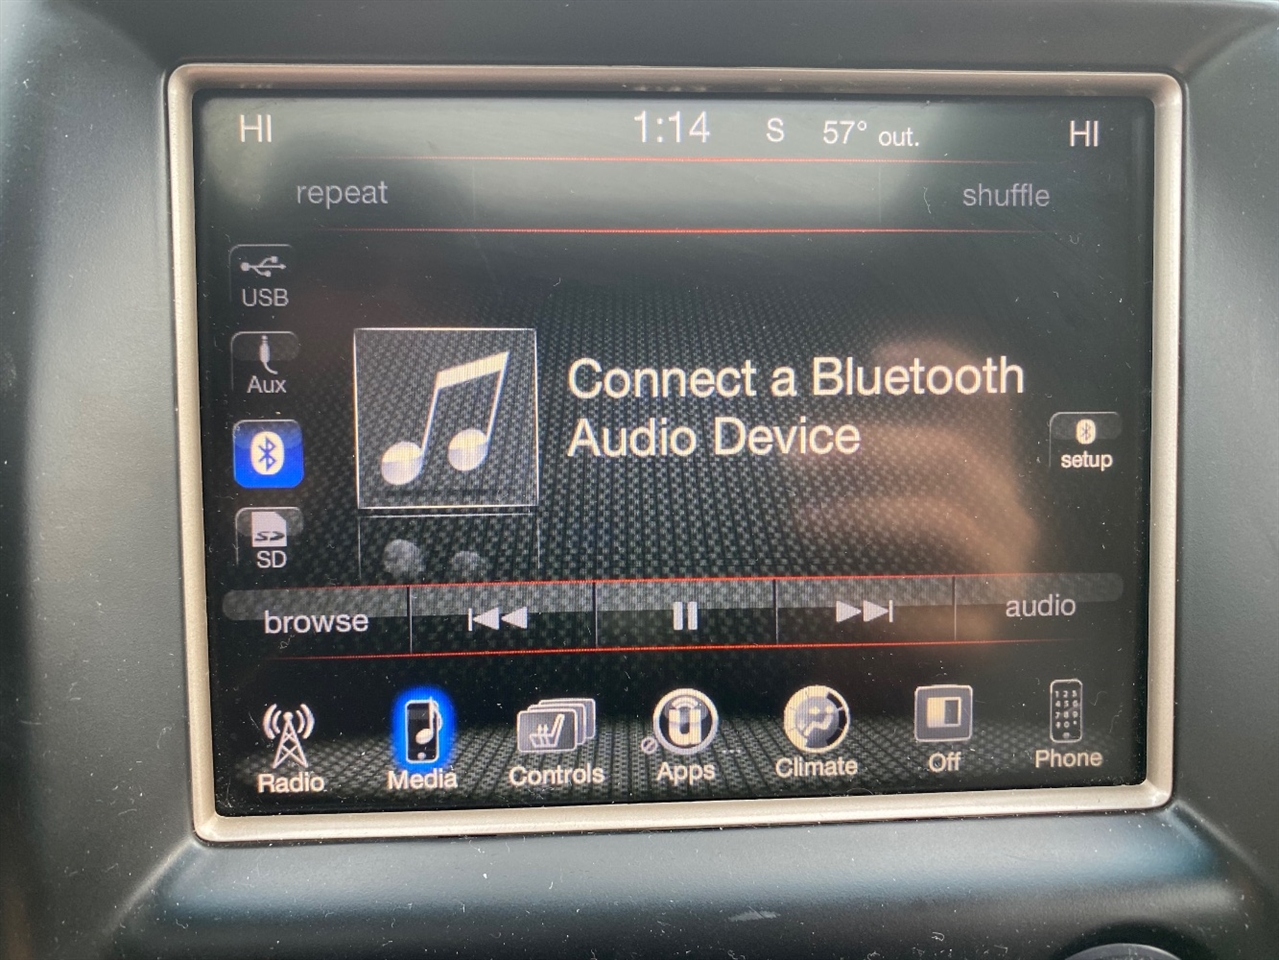 HI 1:14 S 57° out. HI
repeat shuffle
USB
Aux
Connect a Bluetooth
Audio Device
setup
SD
browse audio
Radio Media Controls Apps Climate Off Phone